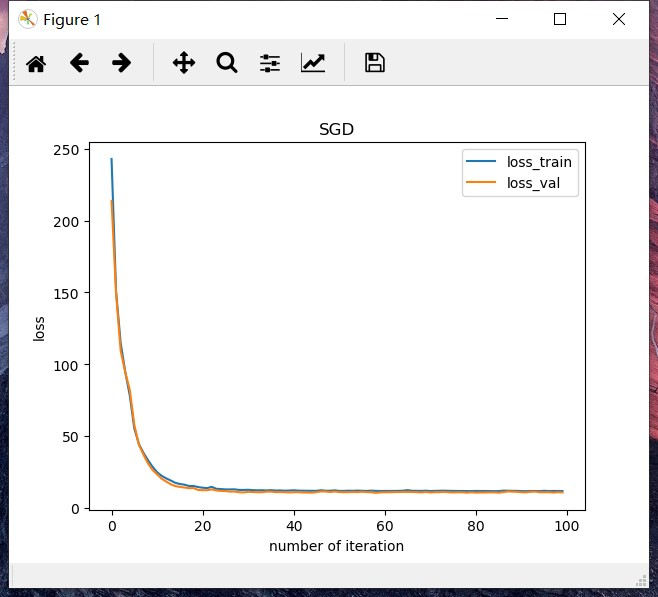 Figure 1
SGD
250
200
150
100
50
0
loss
loss_train
loss_val
0 20 40 60 80 100
number of iteration